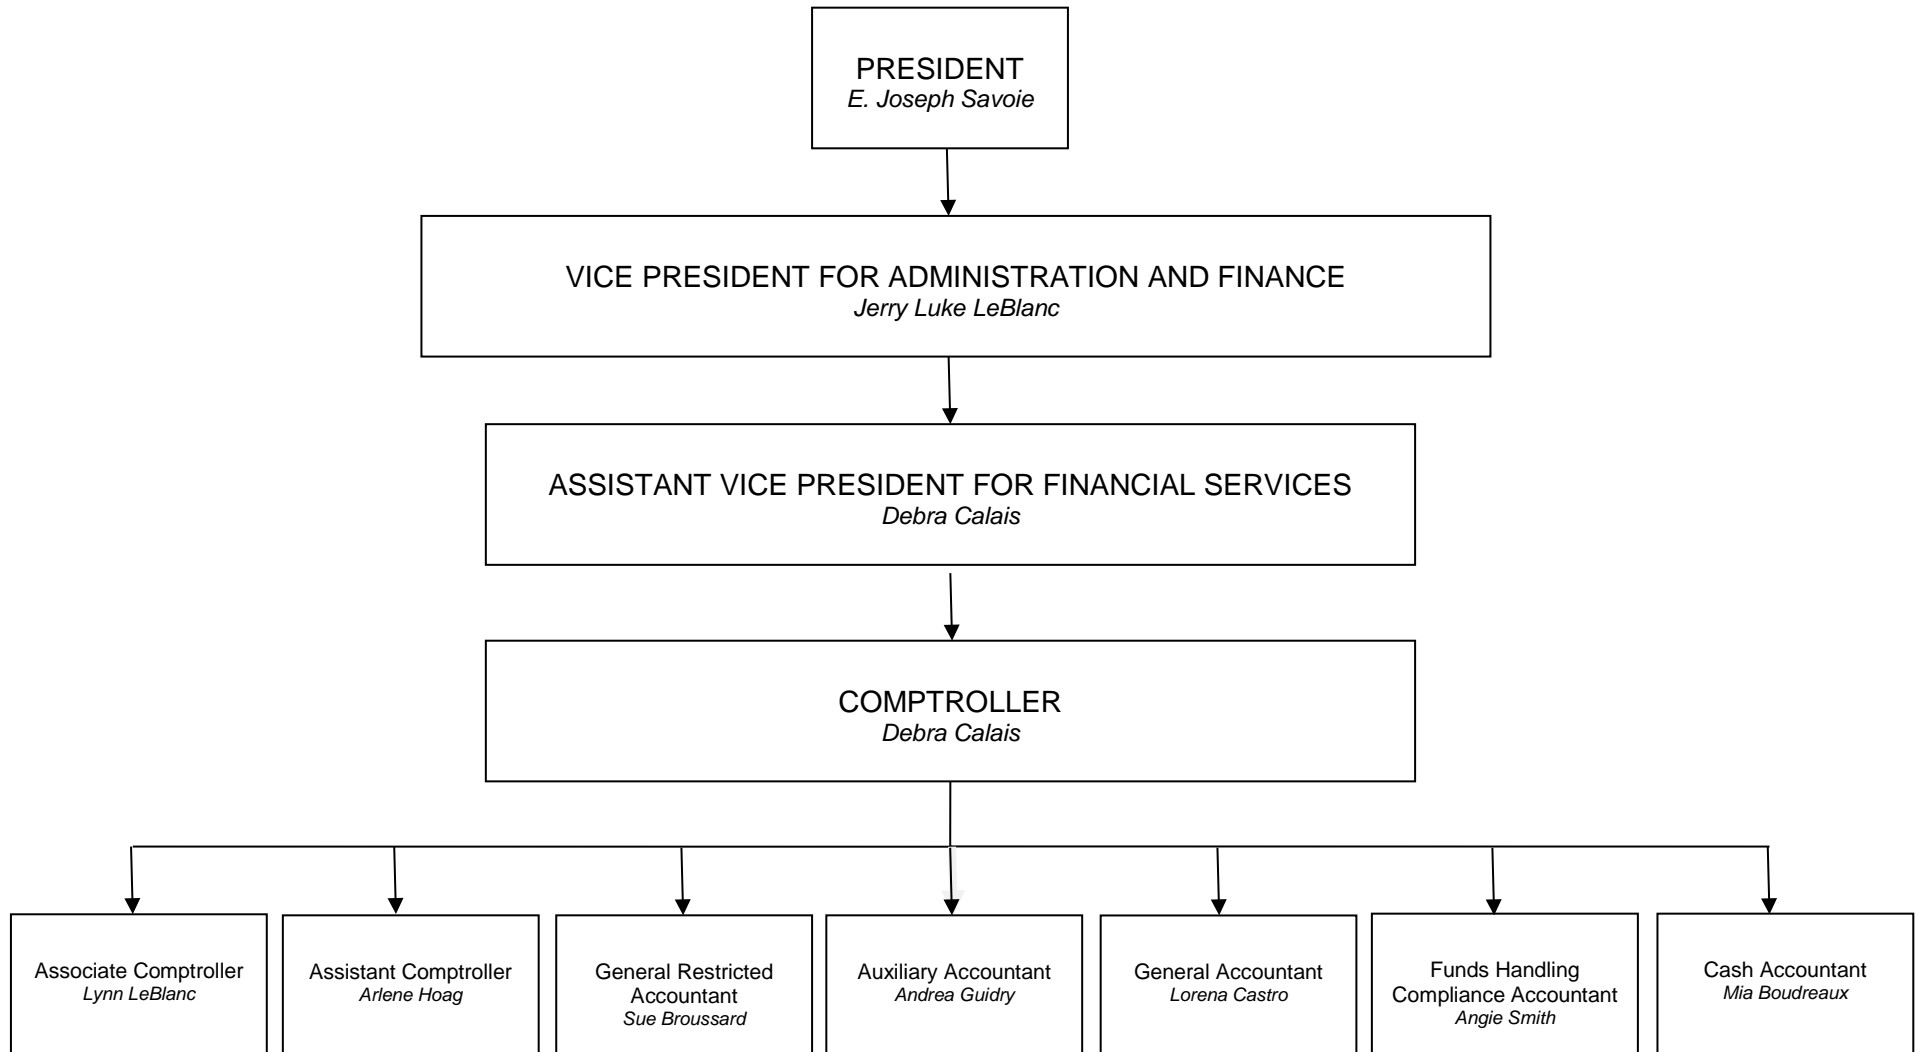 PRESIDENT
E. Joseph Savoie
VICE PRESIDENT FOR ADMINISTRATION AND FINANCE
Jerry Luke LeBlanc
ASSISTANT VICE PRESIDENT FOR FINANCIAL SERVICES
Debra Calais
COMPTROLLER
Debra Calais
Associate Comptroller
Lynn LeBlanc
Assistant Comptroller
Arlene Hoag
General Restricted
Accountant
Sue Broussard
Auxiliary Accountant
Andrea Guidry
General Accountant
Lorena Castro
Funds Handling
Compliance Accountant
Angie Smith
Cash Accountant
Mia Boudreaux